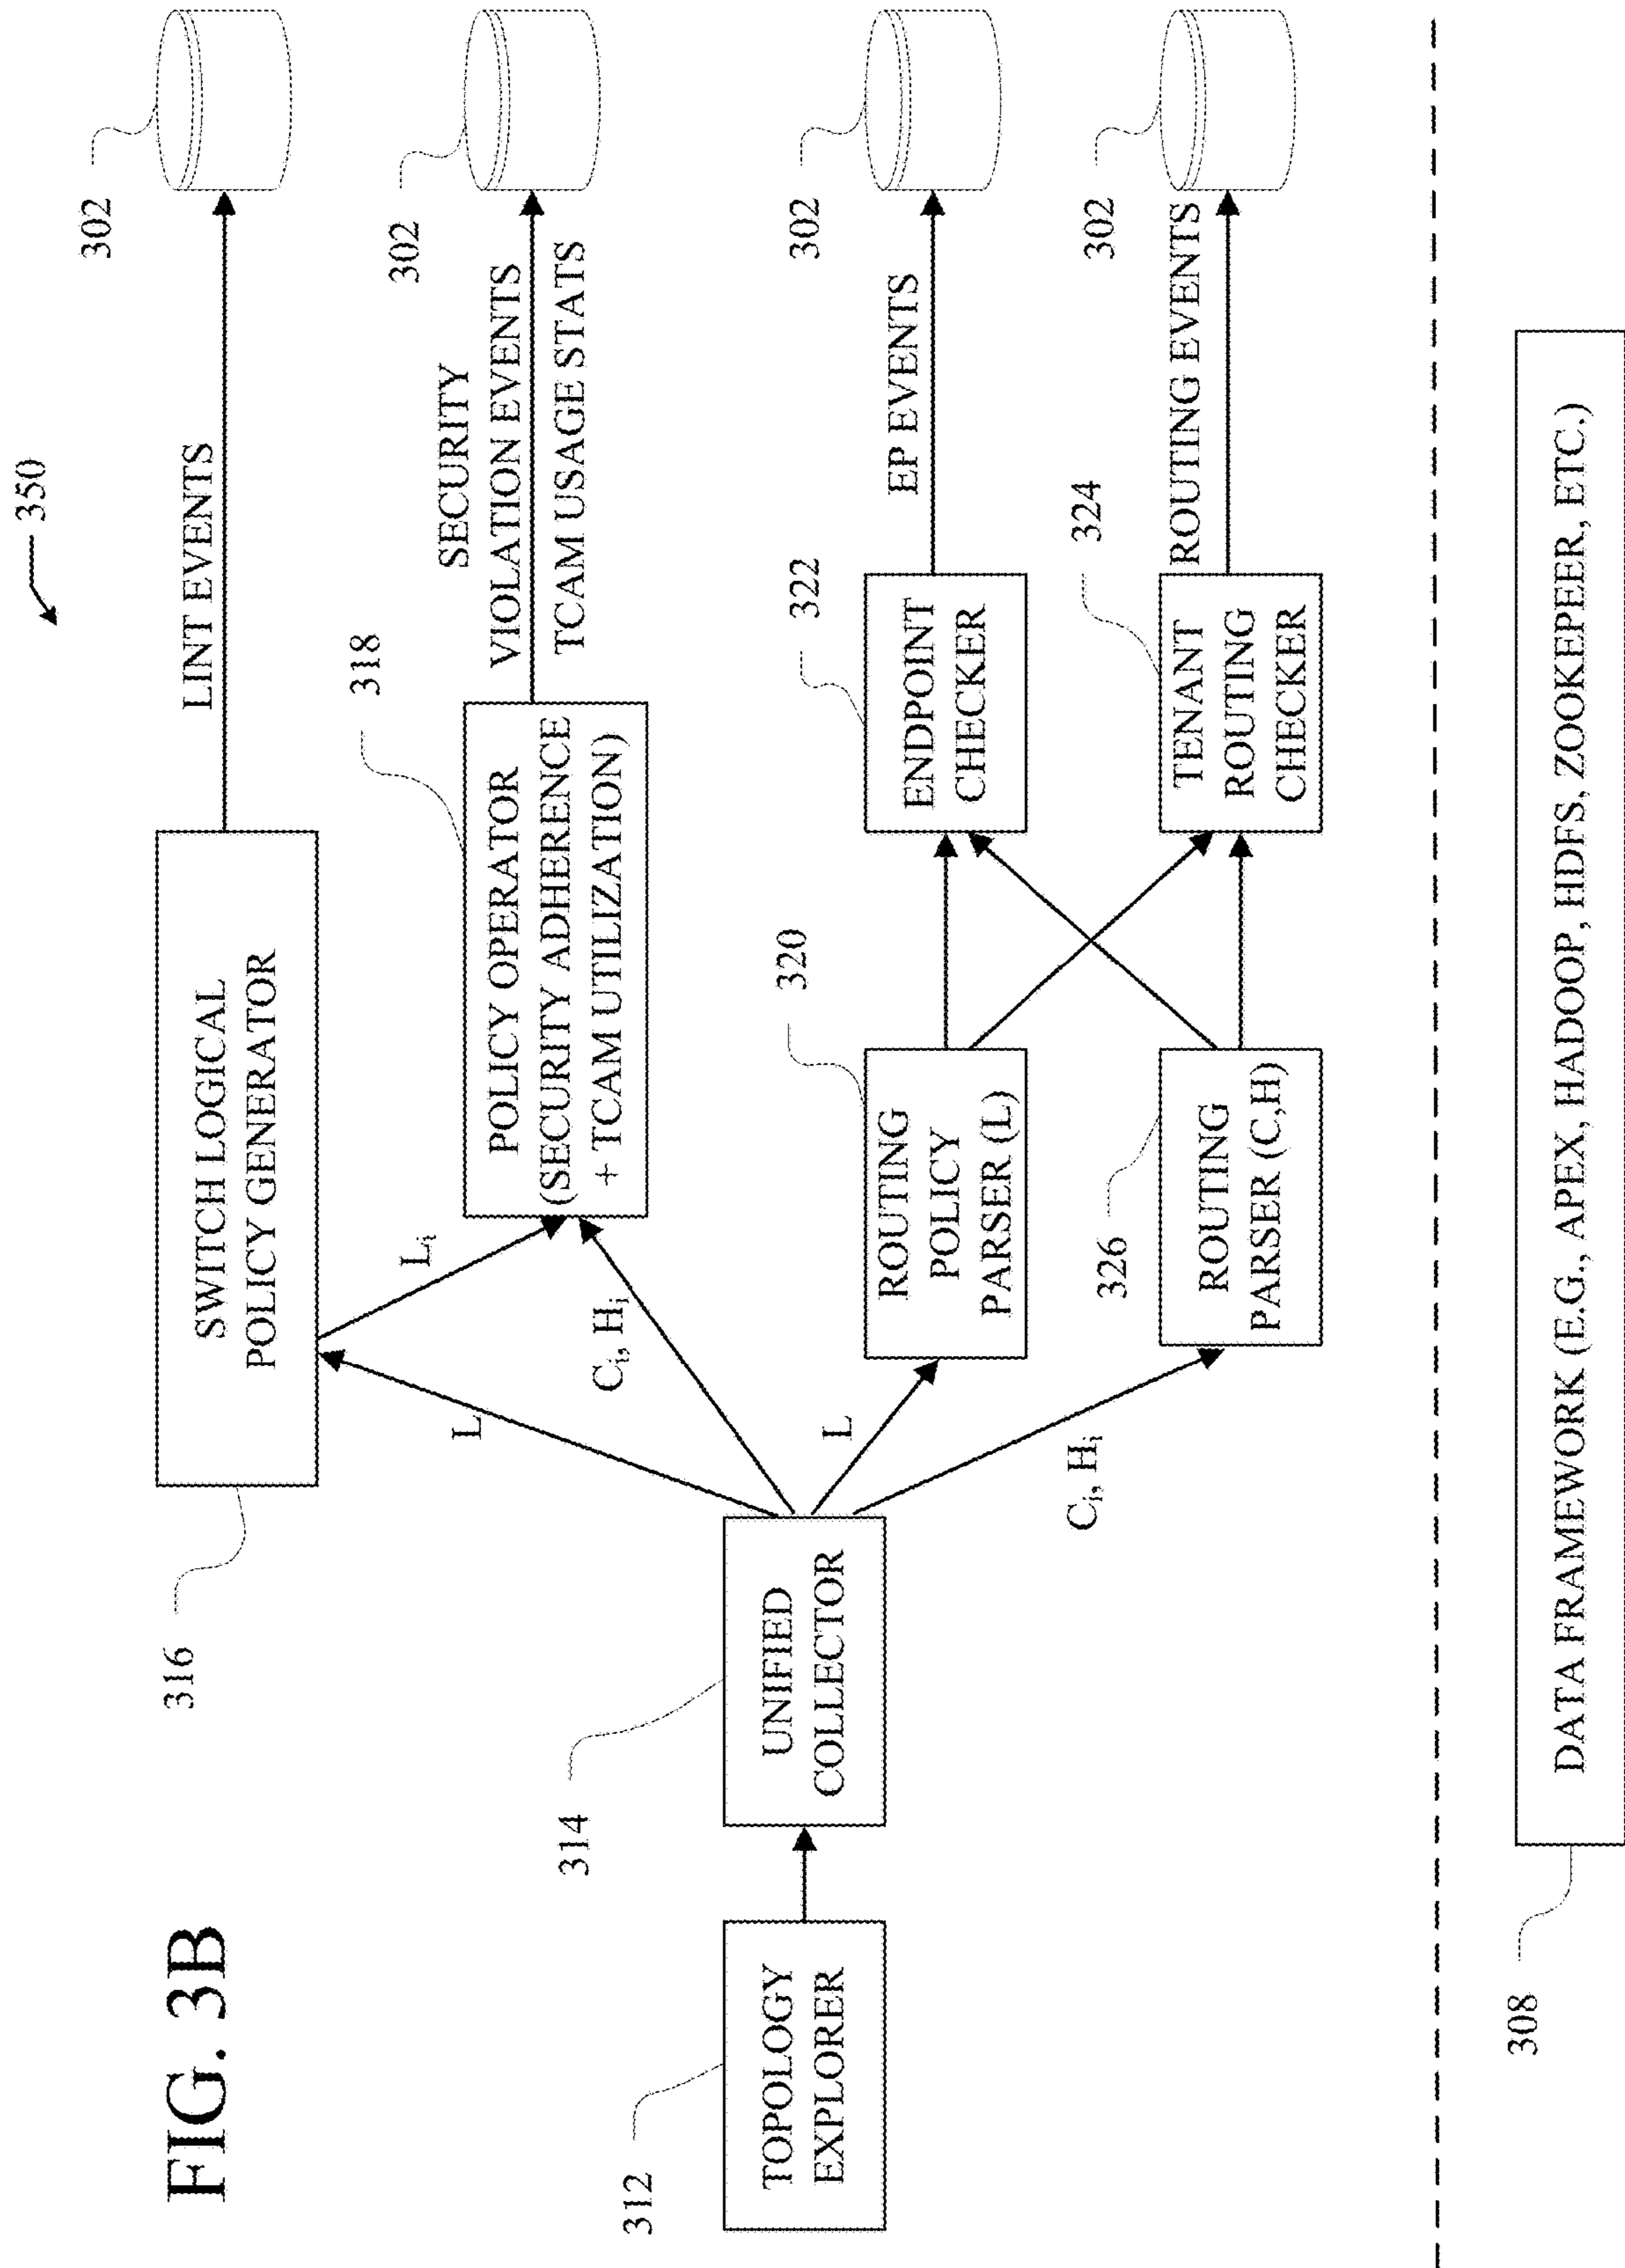 FIG. 3B
350
302
LINT EVENTS
SWITCH LOGICAL
POLICY GENERATOR
316
302
SECURITY
VIOLATION EVENTS
TCAM USAGE STATS
318
POLICY OPERATOR
(SECURITY ADHERENCE
+ TCAM UTILIZATION)
Lᵢ
L
Cᵢ, Hᵢ
312
TOPOLOGY
EXPLORER
314
UNIFIED
COLLECTOR
L
Cᵢ, Hᵢ
320
ROUTING
POLICY
PARSER (L)
322
ENDPOINT
CHECKER
EP EVENTS
302
326
ROUTING
PARSER (C,H)
324
TENANT
ROUTING
CHECKER
ROUTING EVENTS
302
308
DATA FRAMEWORK (E.G., APEX, HADOOP, HDFS, ZOOKEPEER, ETC.)